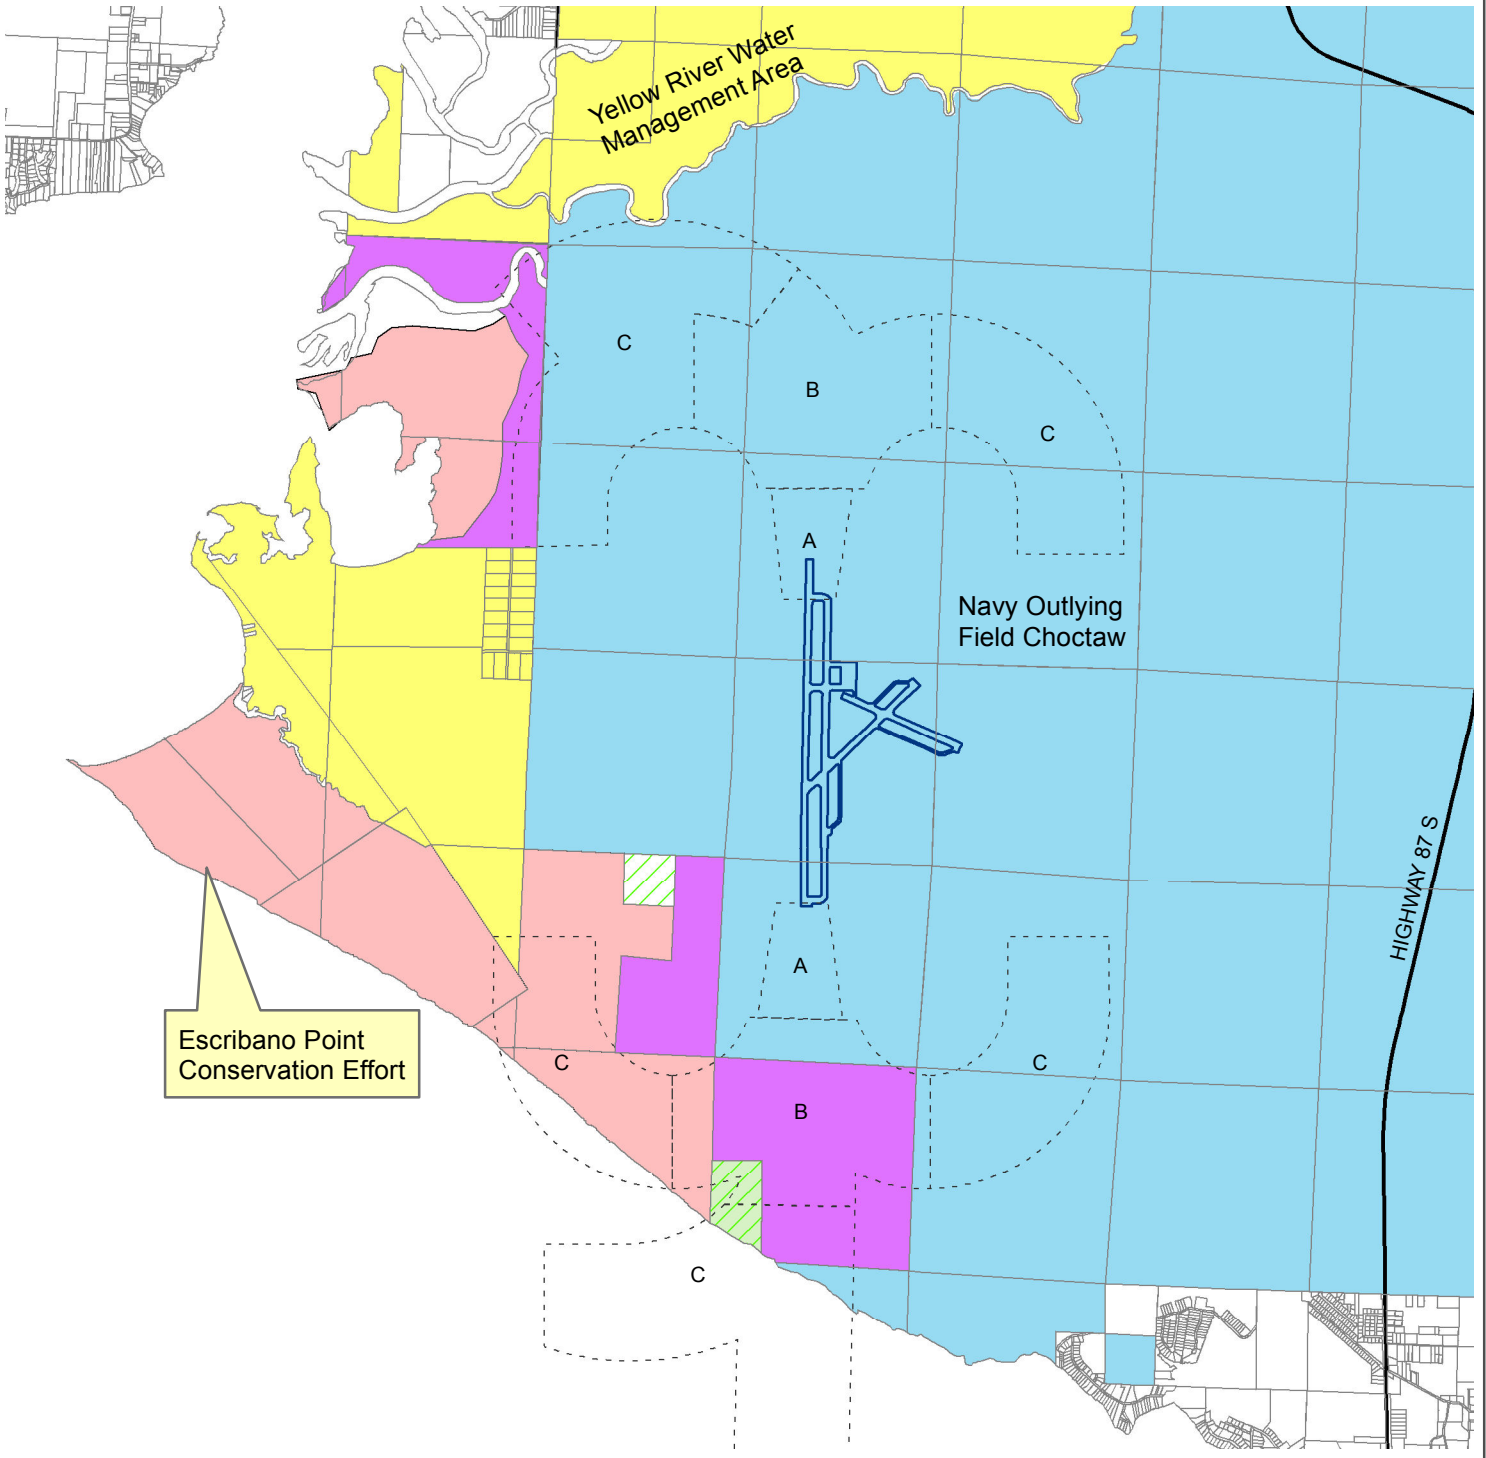 Yellow River Water
Management Area
C
B
C
A
Navy Outlying
Field Choctaw
HIGHWAY 87 S
A
Escribano Point
Conservation Effort
C
C
B
C